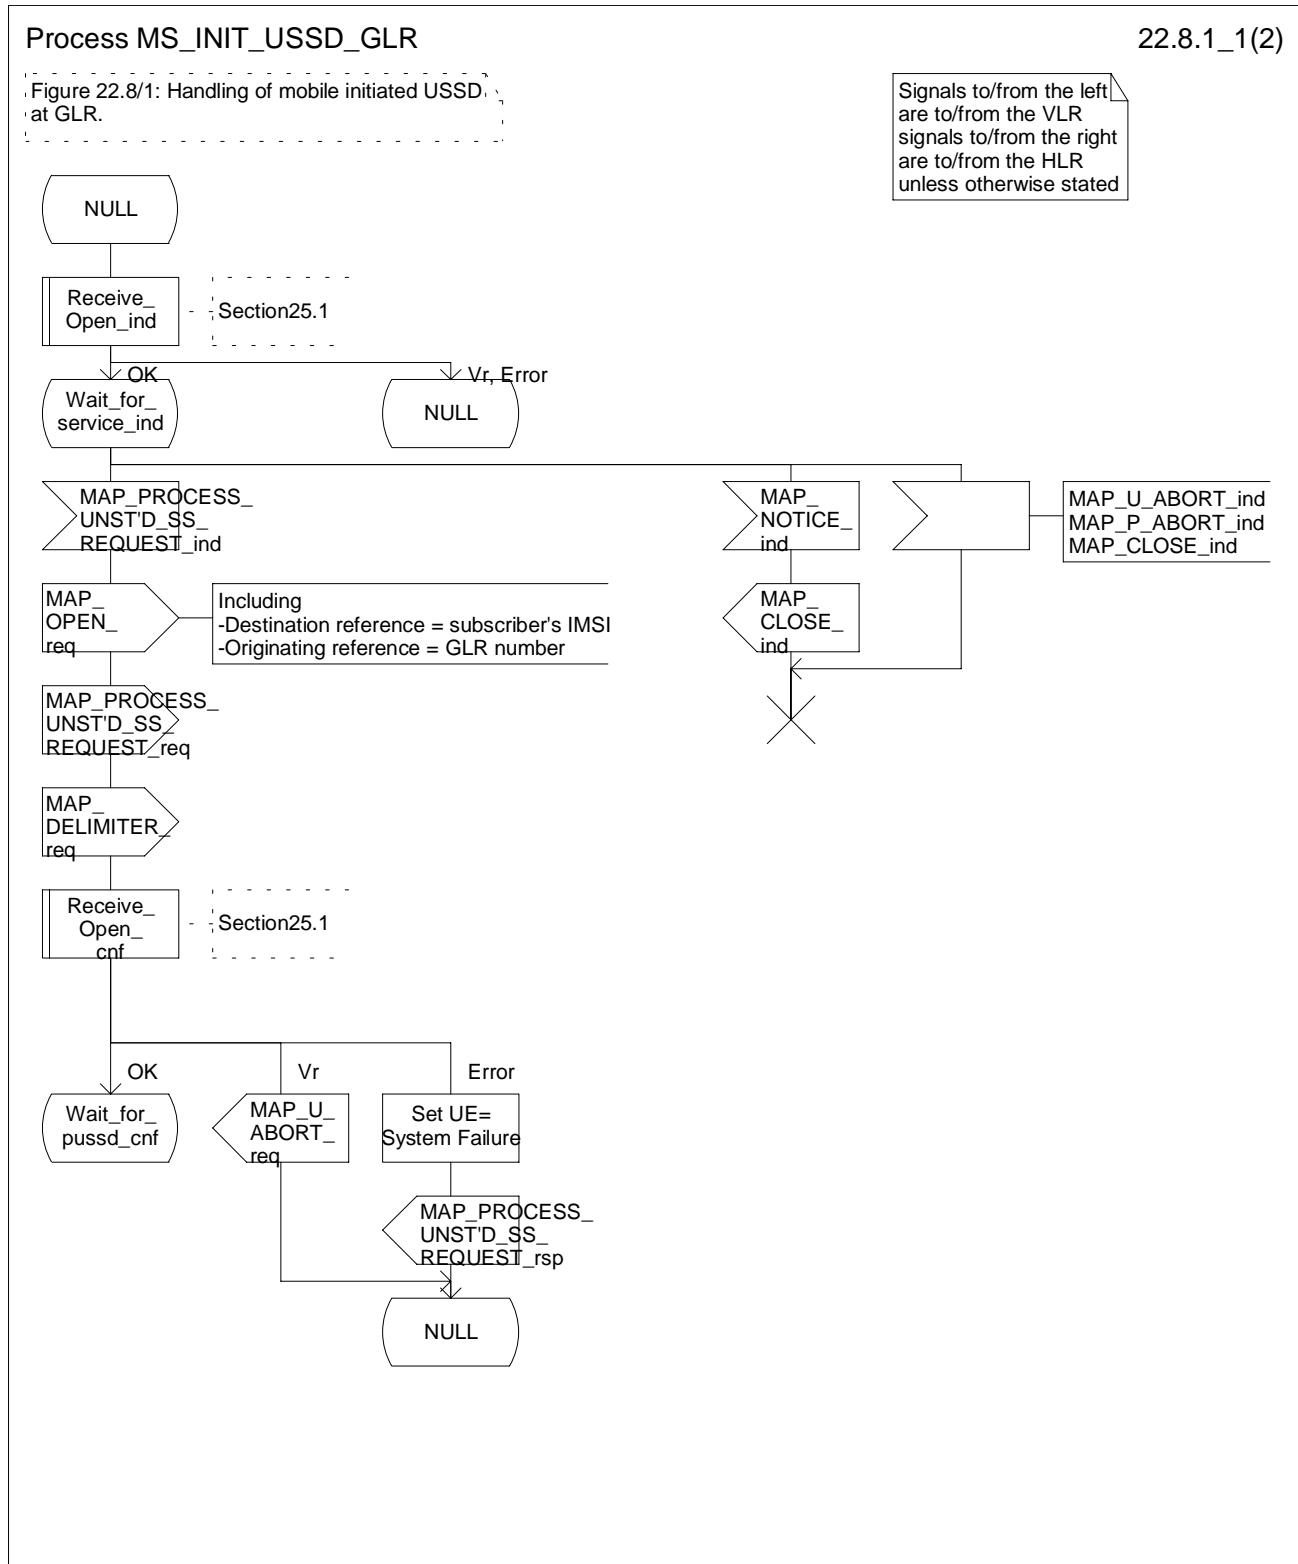 Process MS_INIT_USSD_GLR
22.8.1_1(2)
Figure 22.8/1: Handling of mobile initiated USSD
at GLR.
Signals to/from the left
are to/from the VLR
signals to/from the right
are to/from the HLR
unless otherwise stated
NULL
Receive_
Open_ind
Section25.1
OK
Vr, Error
Wait_for_
service_ind
NULL
MAP_PROCESS_
UNST'D_SS_
REQUEST_ind
MAP_
NOTICE_
ind
MAP_U_ABORT_ind
MAP_P_ABORT_ind
MAP_CLOSE_ind
MAP_
OPEN_
req
Including
-Destination reference = subscriber's IMSI
-Originating reference = GLR number
MAP_
CLOSE_
ind
MAP_PROCESS_
UNST'D_SS_
REQUEST_req
MAP_
DELIMITER_
req
Receive_
Open_
cnf
Section25.1
OK
Vr
Error
Wait_for_
pussd_cnf
MAP_U_
ABORT_
req
Set UE=
System Failure
MAP_PROCESS_
UNST'D_SS_
REQUEST_rsp
NULL